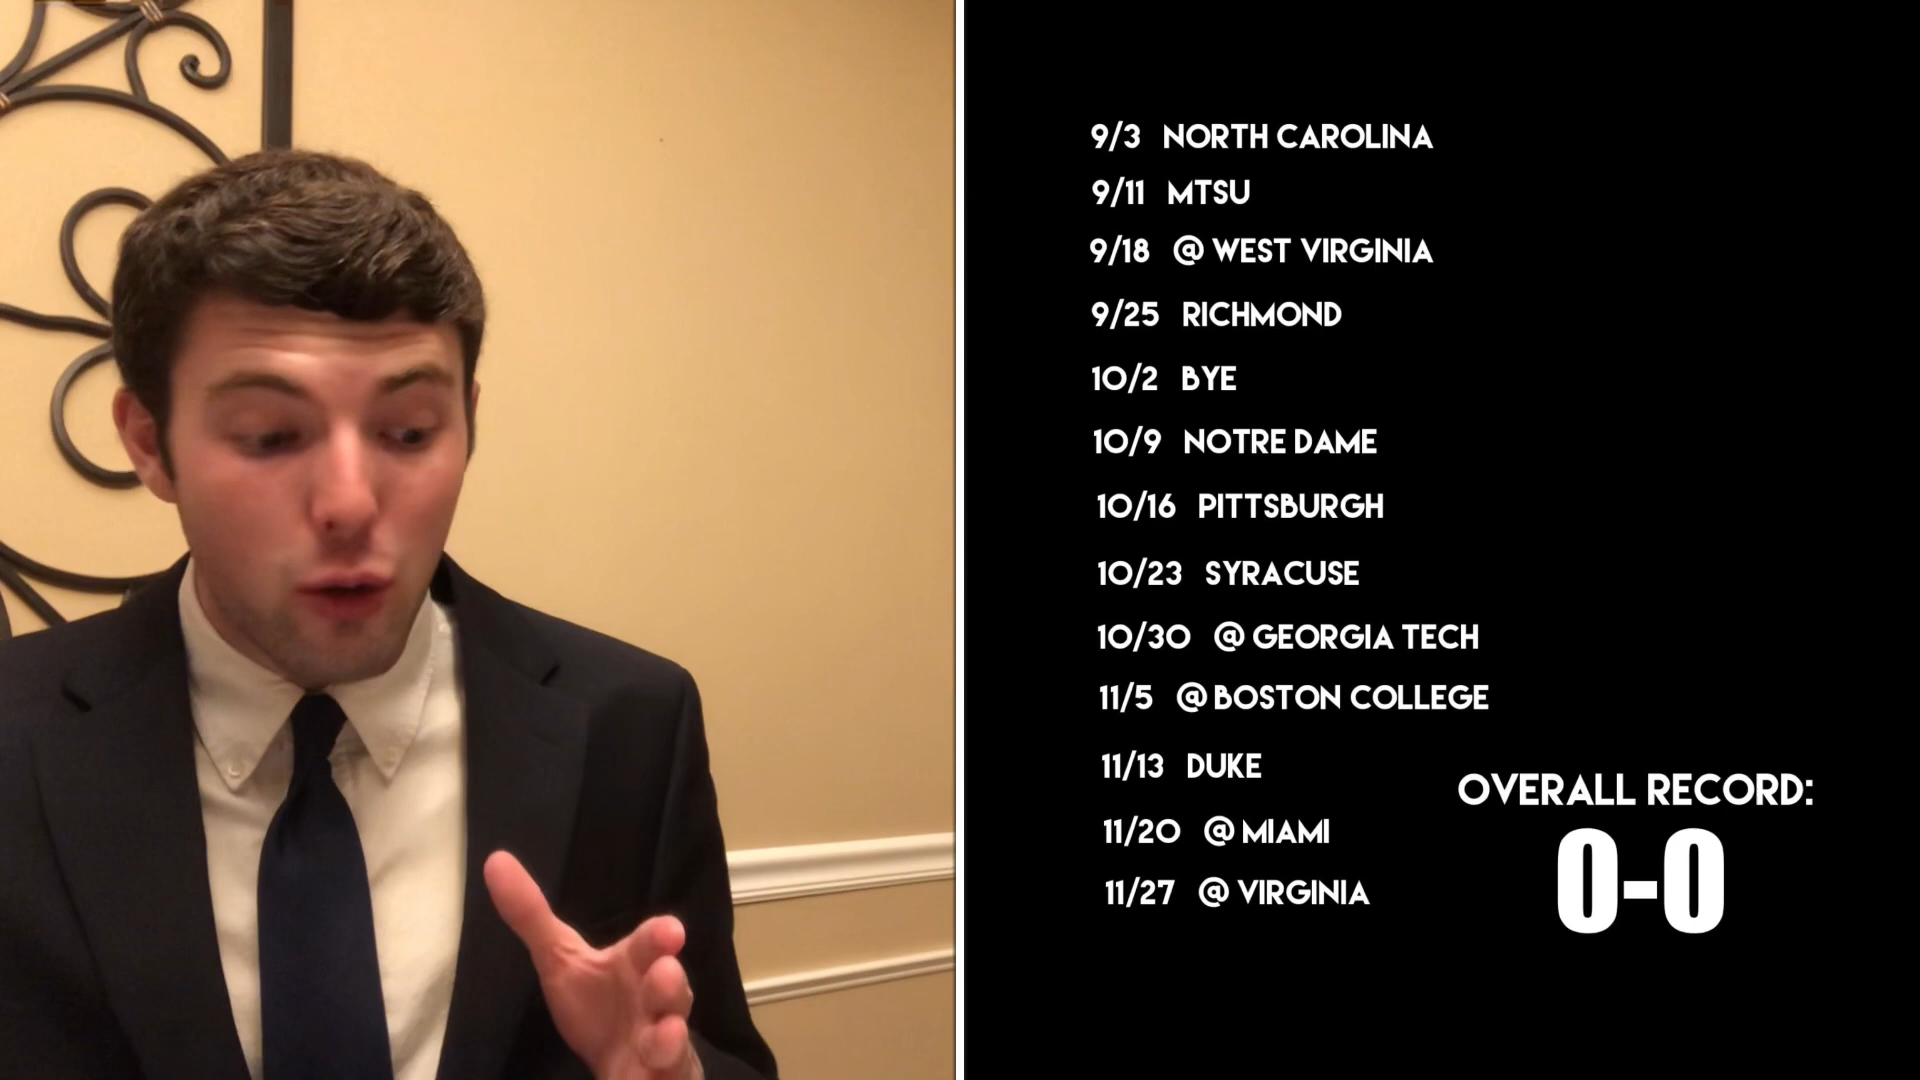 9/3 NORTH CAROLINA
9/11 MTSU
9/18 @ WEST VIRGINIA
9/25 RICHMOND
10/2 BYE
10/9 NOTRE DAME
10/16 PITTSBURGH
10/23 SYRACUSE
10/30 @ GEORGIA TECH
11/5 @ BOSTON COLLEGE
11/13 DUKE
11/20 @ MIAMI
11/27 @ VIRGINIA
OVERALL RECORD:
0-0